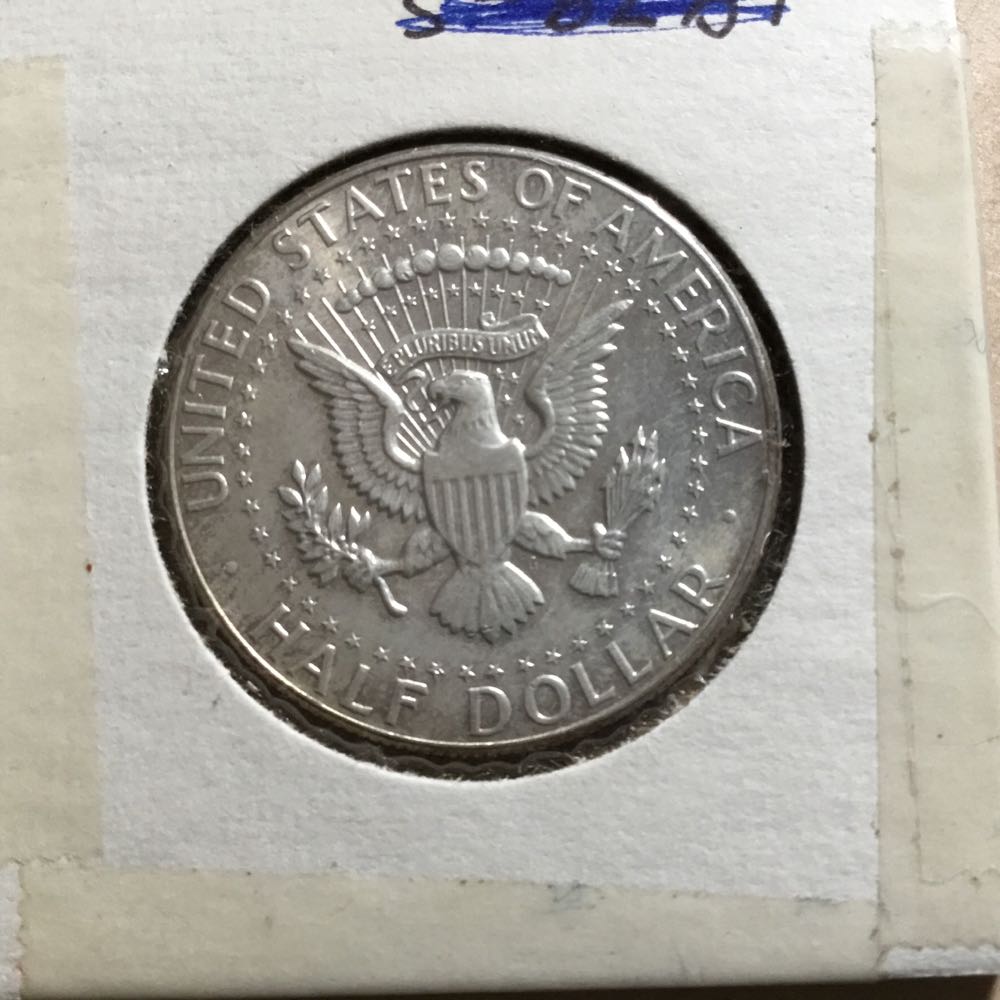 UNITED STATES OF AMERICA
E PLURIBUS UNUM
HALF DOLLAR